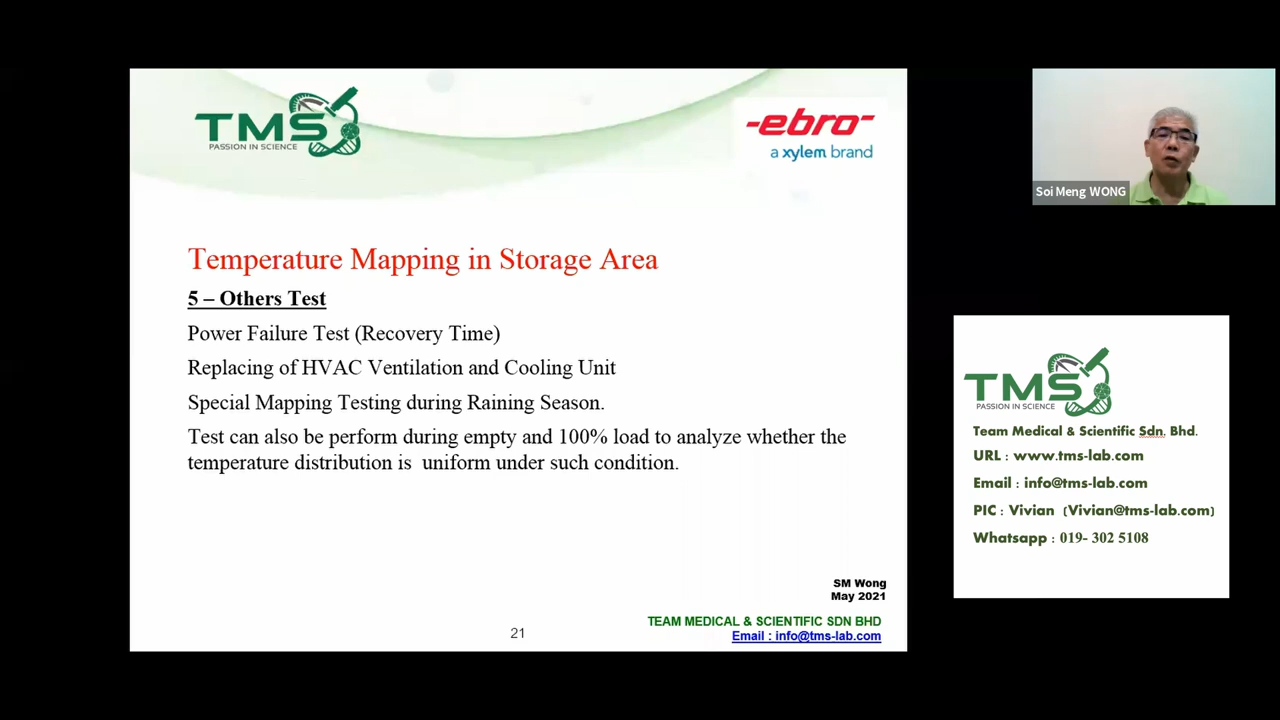 TMS
PASSION IN SCIENCE
-ebro-
a xylem brand
Temperature Mapping in Storage Area
5 – Others Test
Power Failure Test (Recovery Time)
Replacing of HVAC Ventilation and Cooling Unit
Special Mapping Testing during Raining Season.
Test can also be perform during empty and 100% load to analyze whether the
temperature distribution is uniform under such condition.
SM Wong
May 2021
TEAM MEDICAL & SCIENTIFIC SDN BHD
Email : info@tms-lab.com
21
Soi Meng WONG
TMS
PASSION IN SCIENCE
Team Medical & Scientific Sdn. Bhd.
URL : www.tms-lab.com
Email : info@tms-lab.com
PIC : Vivian (Vivian@tms-lab.com)
Whatsapp : 019- 302 5108